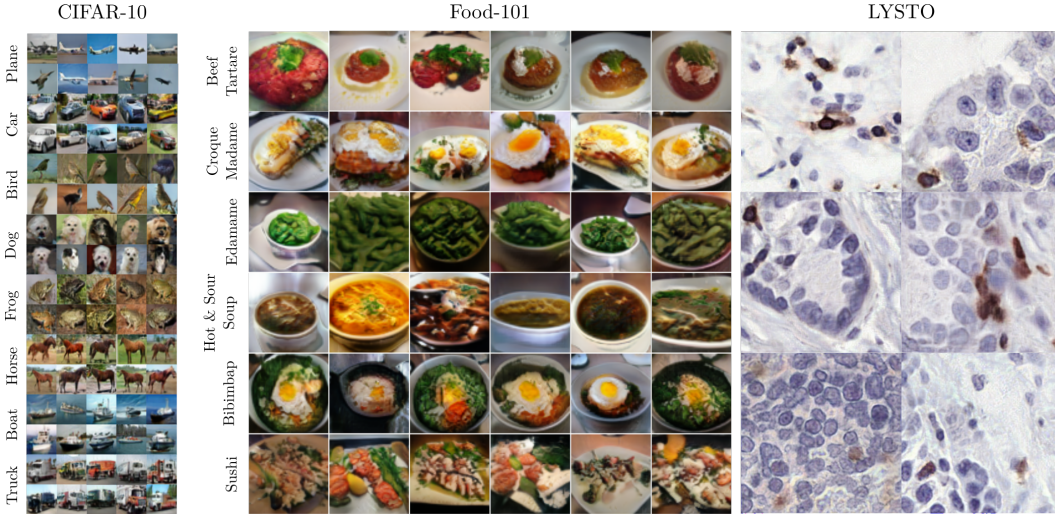 CIFAR-10
Food-101
LYSTO
Plane
Car
Bird
Dog
Frog
Horse
Boat
Truck
Beef
Tartare
Croque
Madame
Edamame
Hot & Sour
Soup
Bibimbap
Sushi